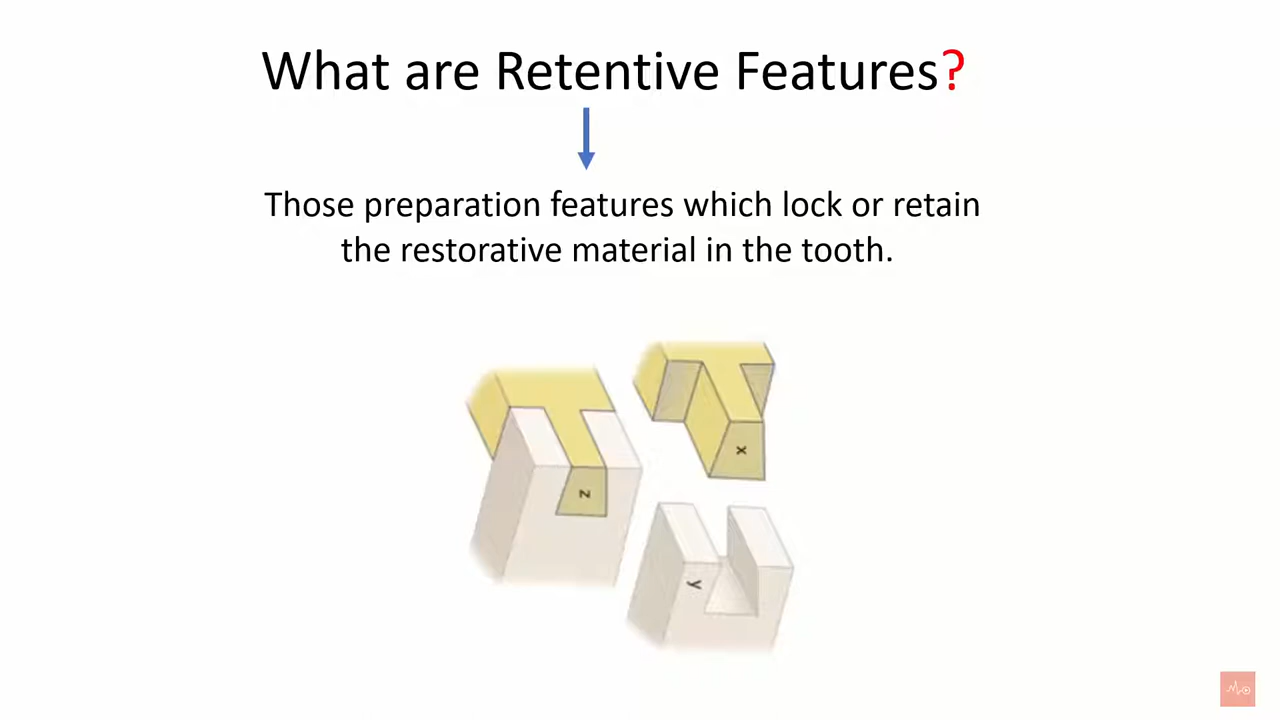 What are Retentive Features?
Those preparation features which lock or retain
the restorative material in the tooth.
x
z
y